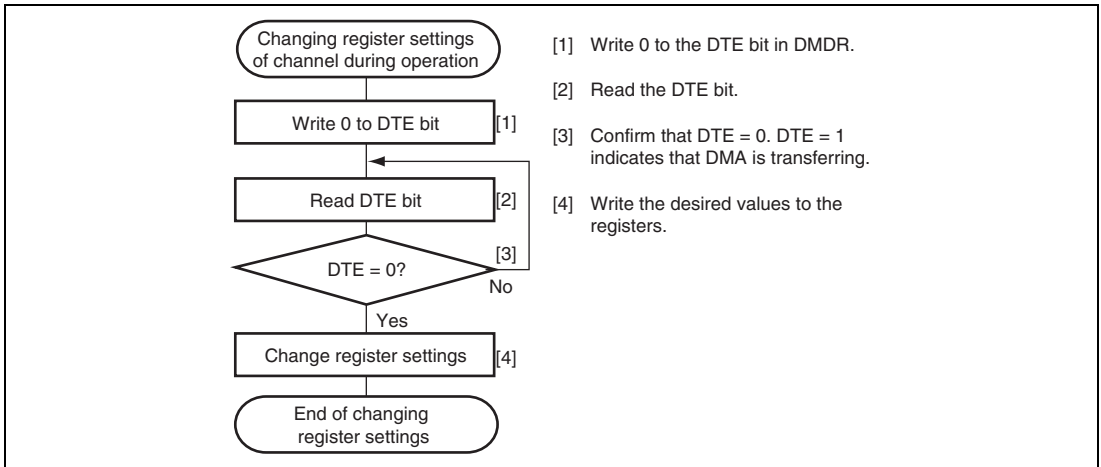 Changing register settings
of channel during operation
Write 0 to DTE bit
[1]
Read DTE bit
[2]
DTE = 0?
[3]
No
Yes
Change register settings
[4]
End of changing
register settings
[1] Write 0 to the DTE bit in DMDR.
[2] Read the DTE bit.
[3] Confirm that DTE = 0. DTE = 1
indicates that DMA is transferring.
[4] Write the desired values to the
registers.